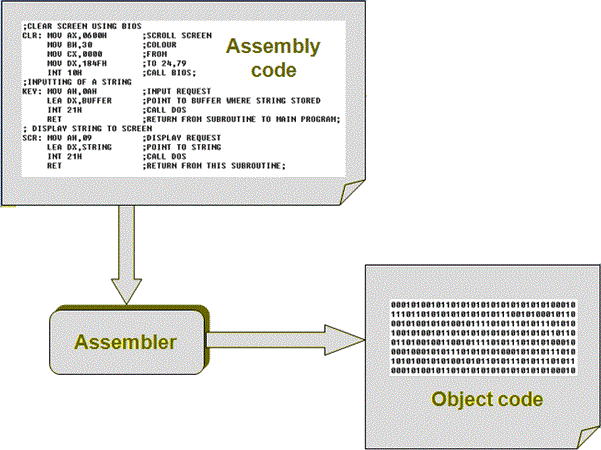 ;CLEAR SCREEN USING BIOS
CLR: MOV AX,0600H ;SCROLL SCREEN
MOV BH,30 ;COLOUR
MOV CX,0000 ;FROM
MOV DX,184FH ;TO 24,79
INT 10H ;CALL BIOS;
;INPUTTING OF A STRING
KEY: MOV AH,0AH ;INPUT REQUEST
LEA DX,BUFFER ;POINT TO BUFFER WHERE STRING STORED
INT 21H ;CALL DOS
RET ;RETURN FROM SUBROUTINE TO MAIN PROGRAM;
; DISPLAY STRING TO SCREEN
SCR: MOV AH,09 ;DISPLAY REQUEST
LEA DX,STRING ;POINT TO STRING
INT 21H ;CALL DOS
RET ;RETURN FROM THIS SUBROUTINE;
Assembly
code
Assembler
Object code